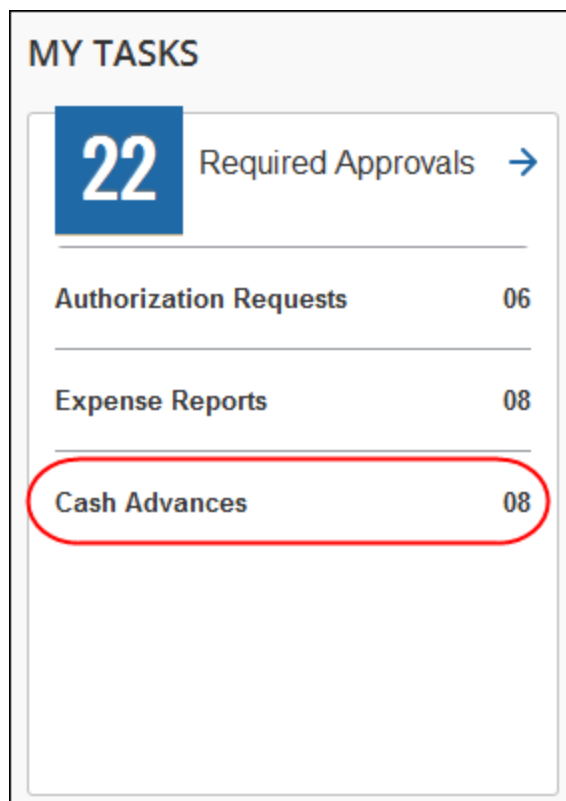 MY TASKS
22 Required Approvals
Authorization Requests 06
Expense Reports 08
Cash Advances 08